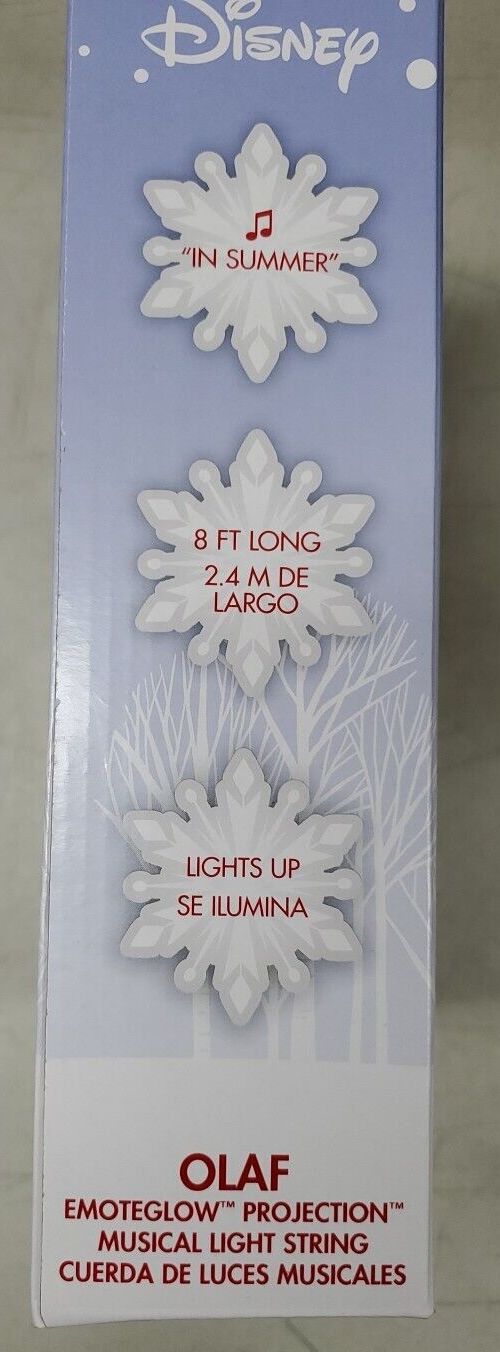 Disney
"IN SUMMER"
8 FT LONG
2.4 M DE
LARGO
LIGHTS UP
SE ILUMINA
OLAF
EMOTEGLOW™ PROJECTION™
MUSICAL LIGHT STRING
CUERDA DE LUCES MUSICALES